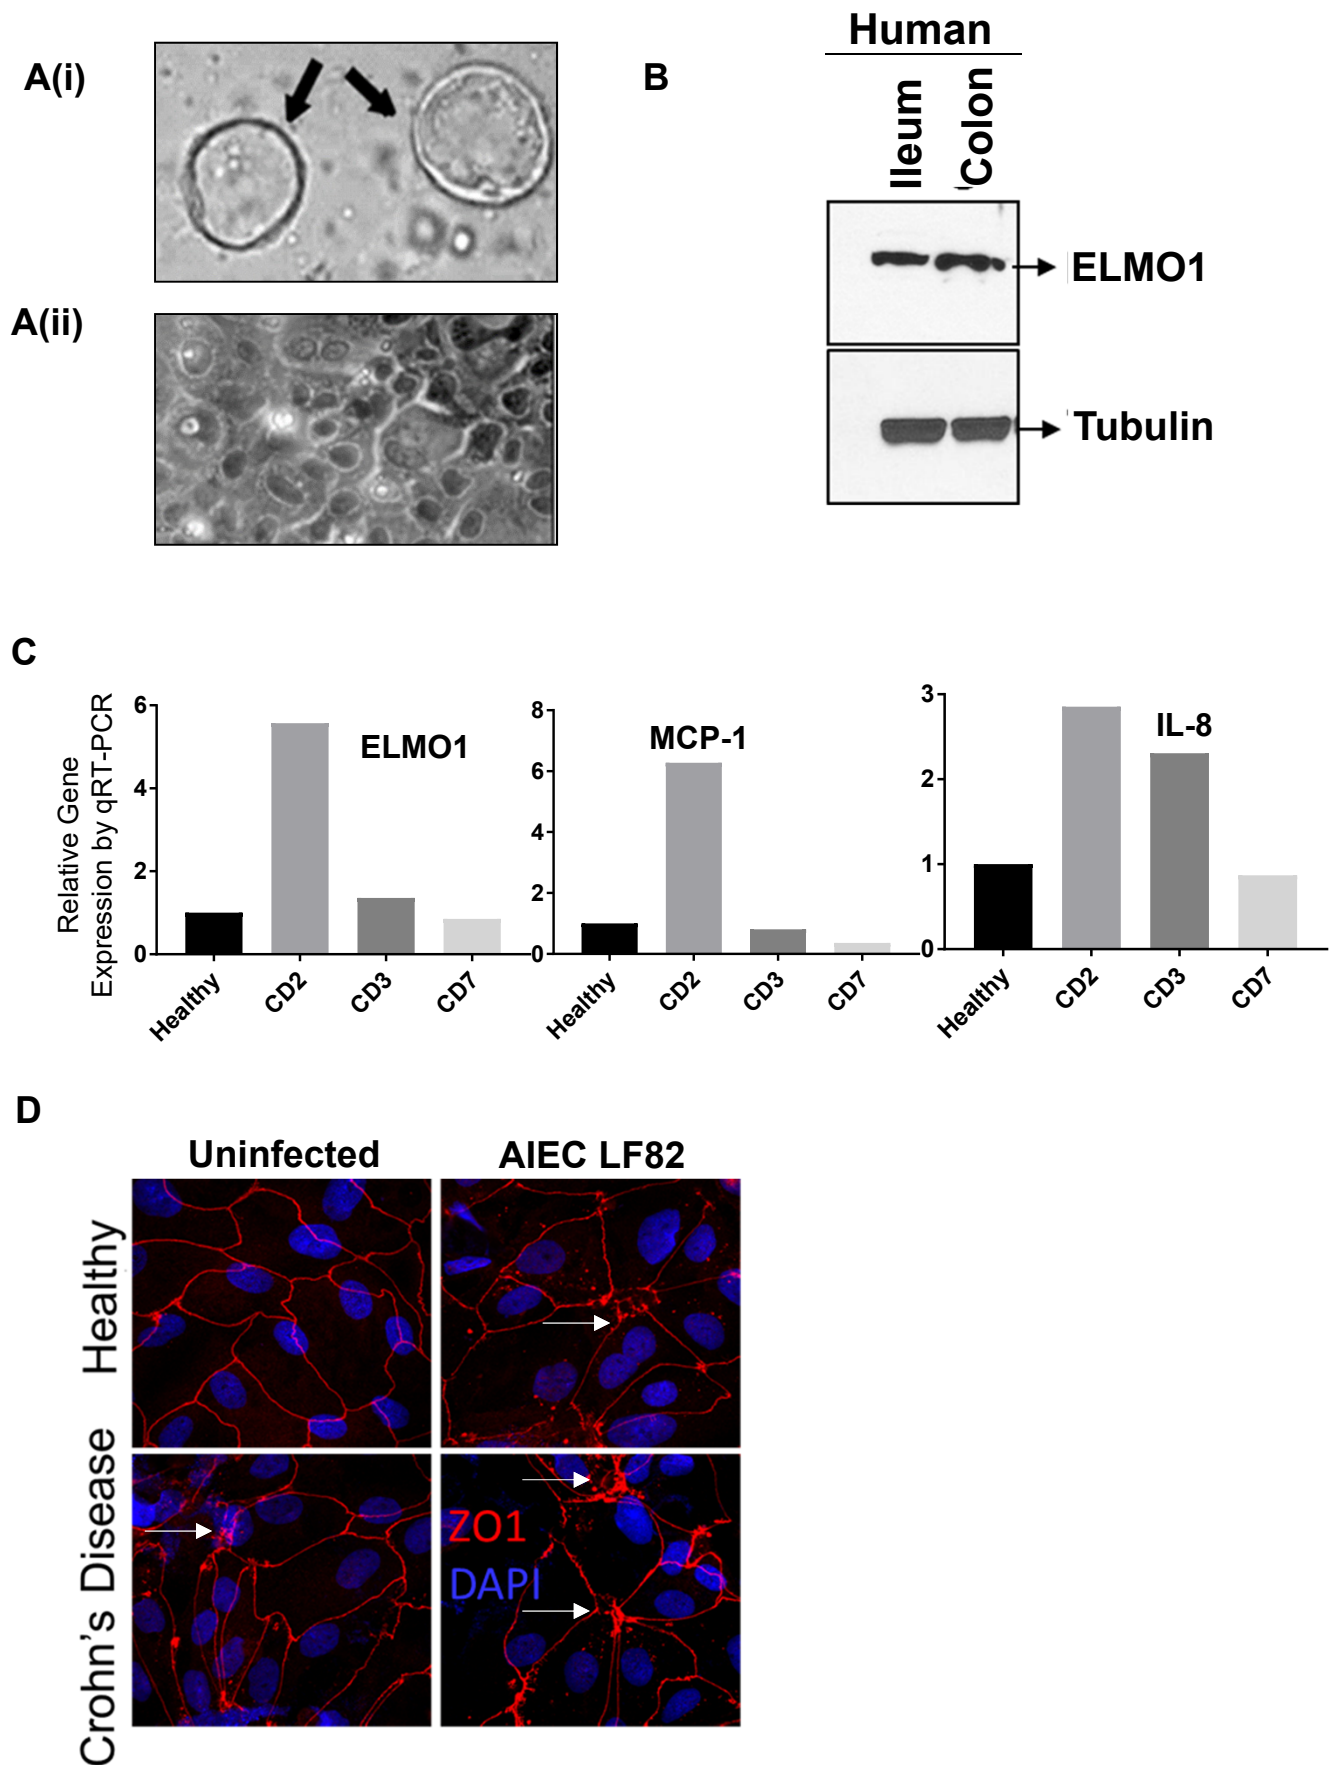 A(i)
A(ii)
B
Human
Ileum
Colon
ELMO1
Tubulin
C
Relative Gene
Expression by qRT-PCR
6
4
2
0
ELMO1
Healthy
CD2
CD3
CD7
8
6
4
2
0
MCP-1
Healthy
CD2
CD3
CD7
3
2
1
0
IL-8
Healthy
CD2
CD3
CD7
D
Uninfected
AIEC LF82
Healthy
Crohn's Disease
ZO1
DAPI